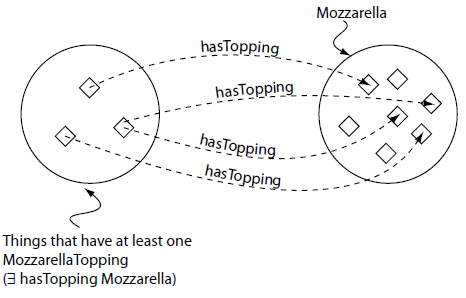 Mozzarella
hasTopping
hasTopping
hasTopping
hasTopping
Things that have at least one
MozzarellaTopping
(∃ hasTopping Mozzarella)